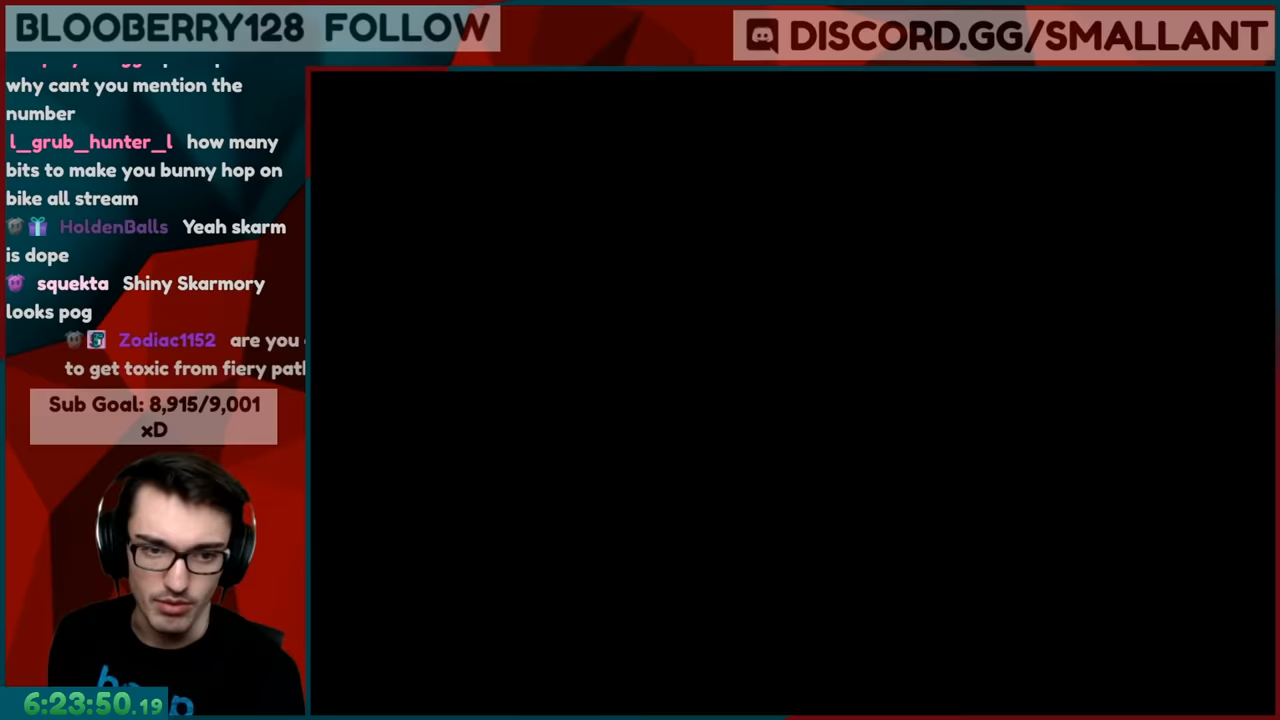 BLOOBERRY128 FOLLOW
DISCORD.GG/SMALLANT
why cant you mention the
number
l_grub_hunter_l how many
bits to make you bunny hop on
bike all stream
HoldenBalls Yeah skarm
is dope
squekta Shiny Skarmory
looks pog
Zodiac1152 are you
to get toxic from fiery path
Sub Goal: 8,915/9,001
xD
6:23:50.19